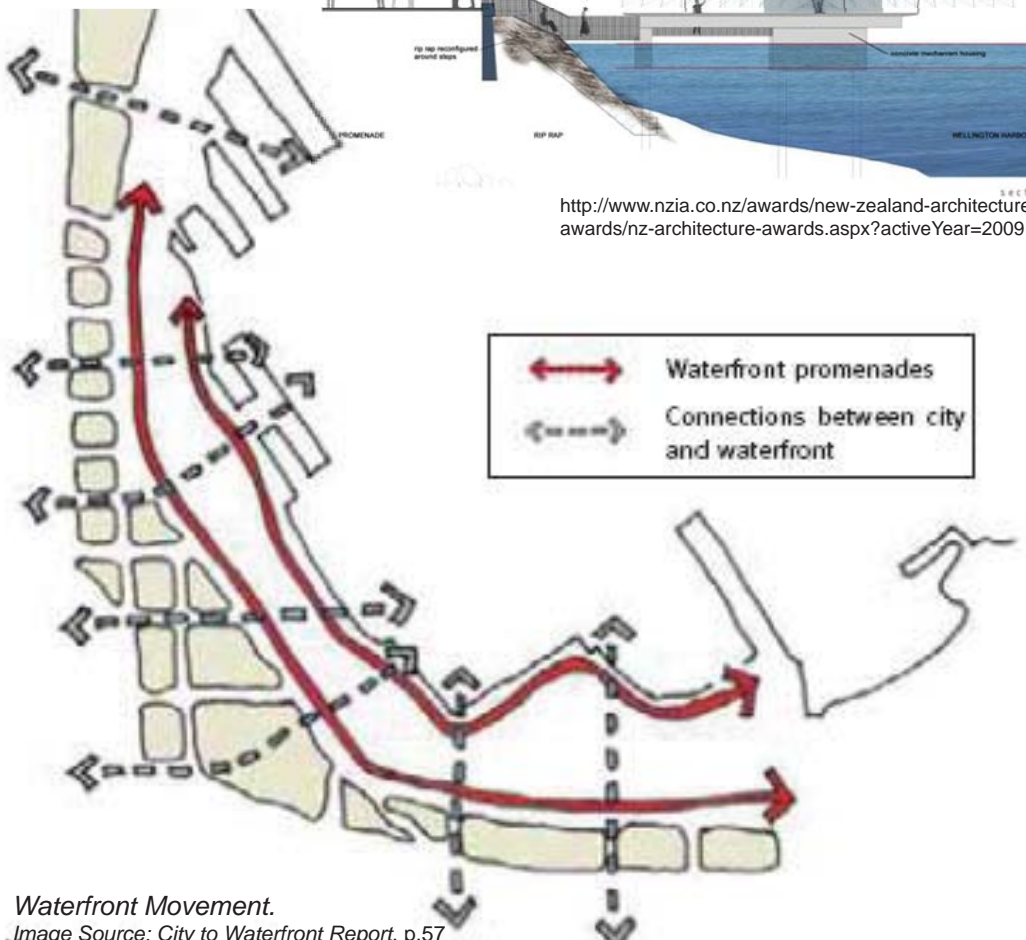 rip rap reconfigured
around steps
concrete mechanism housing
PROMENADE
RIP RAP
WELLINGTON HARBO
sect
http://www.nzia.co.nz/awards/new-zealand-architecture
awards/nz-architecture-awards.aspx?activeYear=2009
Waterfront promenades
Connections between city
and waterfront
Waterfront Movement.
Image Source: City to Waterfront Report, p.57